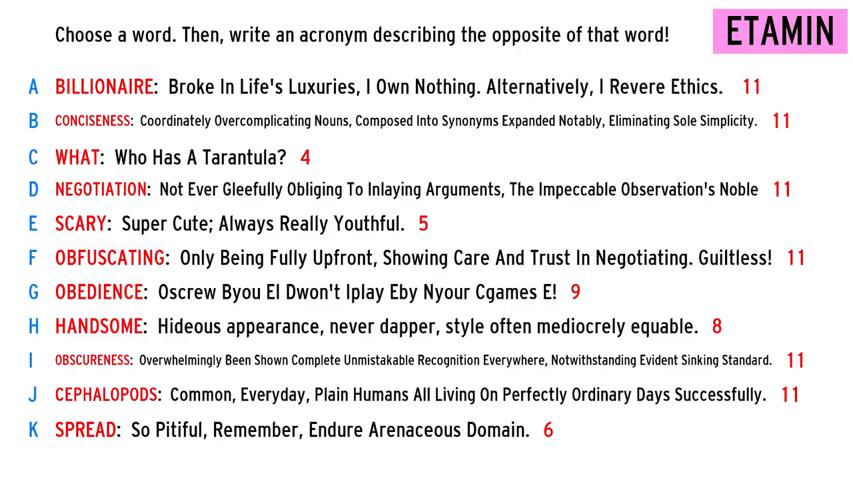 Choose a word. Then, write an acronym describing the opposite of that word!
ETAMIN
A BILLIONAIRE: Broke In Life's Luxuries, I Own Nothing. Alternatively, I Revere Ethics. 11
B CONCISENESS: Coordinately Overcomplicating Nouns, Composed Into Synonyms Expanded Notably, Eliminating Sole Simplicity. 11
C WHAT: Who Has A Tarantula? 4
D NEGOTIATION: Not Ever Gleefully Obliging To Inlaying Arguments, The Impeccable Observation's Noble 11
E SCARY: Super Cute; Always Really Youthful. 5
F OBFUSCATING: Only Being Fully Upfront, Showing Care And Trust In Negotiating. Guiltless! 11
G OBEDIENCE: Oscrew Byou EI Dwon't Iplay Eby Nyour Cgames E! 9
H HANDSOME: Hideous appearance, never dapper, style often mediocrely equable. 8
I OBSCURENESS: Overwhelmingly Been Shown Complete Unmistakable Recognition Everywhere, Notwithstanding Evident Sinking Standard. 11
J CEPHALOPODS: Common, Everyday, Plain Humans All Living On Perfectly Ordinary Days Successfully. 11
K SPREAD: So Pitiful, Remember, Endure Arenaceous Domain. 6